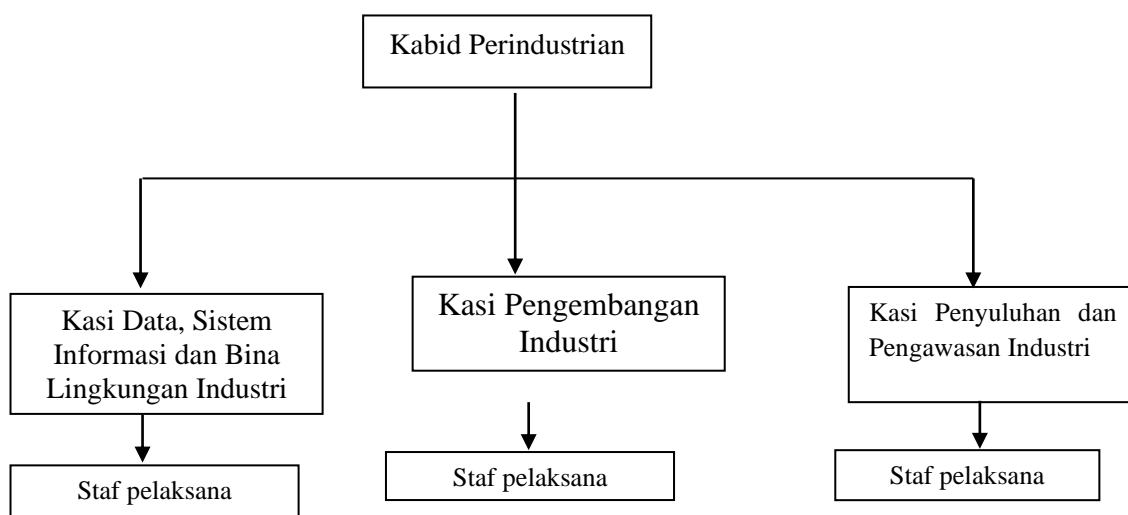 Kabid Perindustrian
Kasi Data, Sistem
Informasi dan Bina
Lingkungan Industri
Kasi Pengembangan
Industri
Kasi Penyuluhan dan
Pengawasan Industri
Staf pelaksana
Staf pelaksana
Staf pelaksana